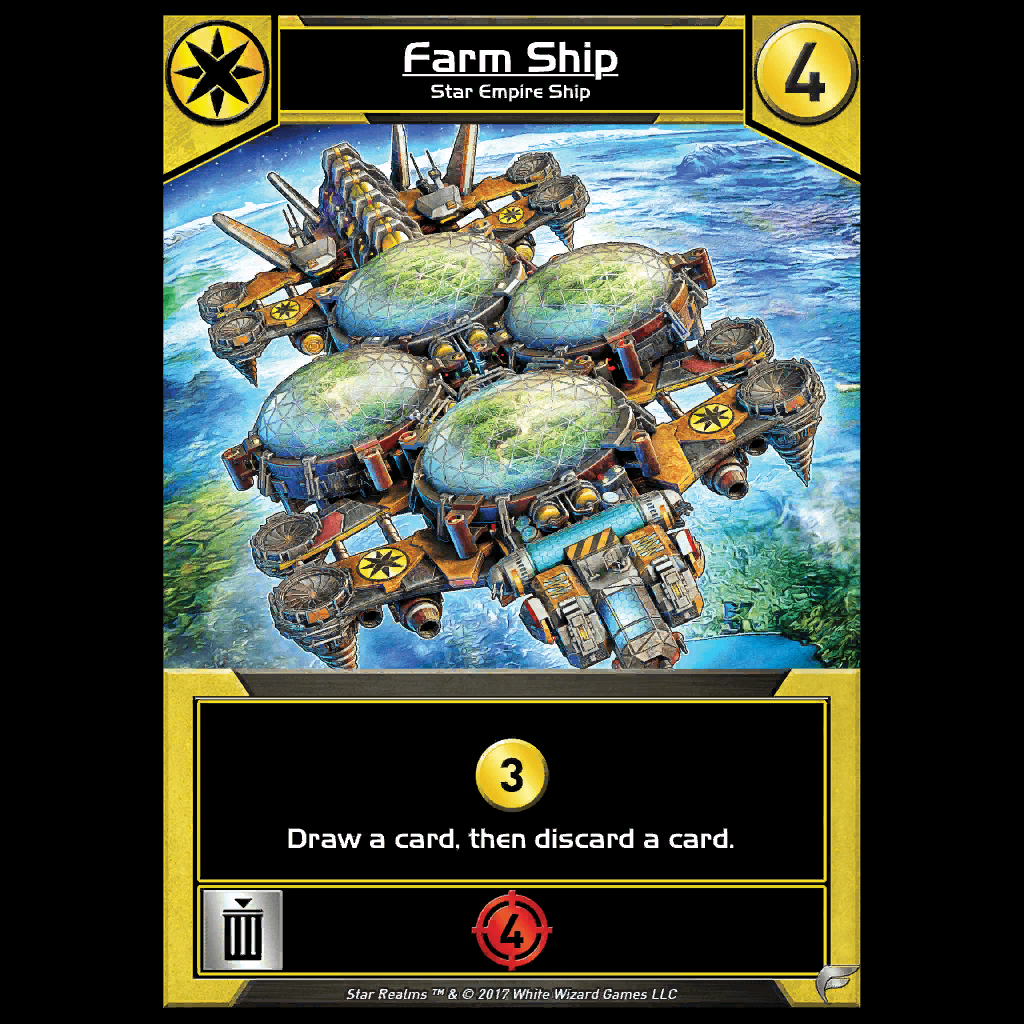 Farm Ship
4
Star Empire Ship
3
Draw a card, then discard a card.
4
Star Realms ™ & © 2017 White Wizard Games LLC